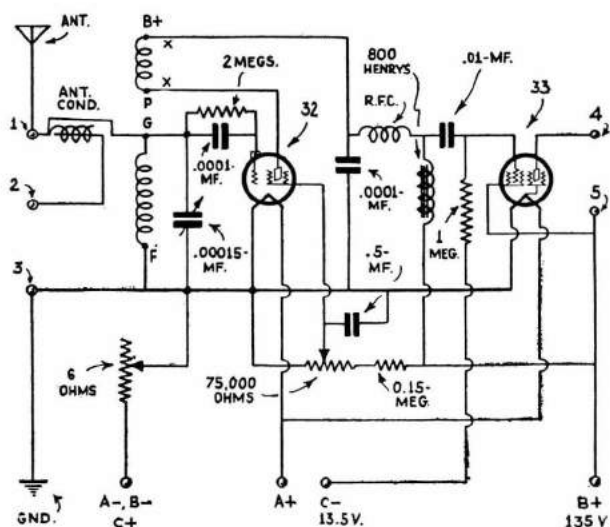 ANT.
ANT.
COND.
1
2
3
B+
X
X
P
G
F
2 MEGS.
.0001-
MF.
.00015-
MF.
32
800
HENRYS
R.F.C.
.01-MF.
33
4
5
.0001-
MF.
.5-
MF.
1
MEG.
6
OHMS
75,000
OHMS
0.15-
MEG.
GND.
A-, B-
C+
A+
C-
13.5V.
B+
135 V